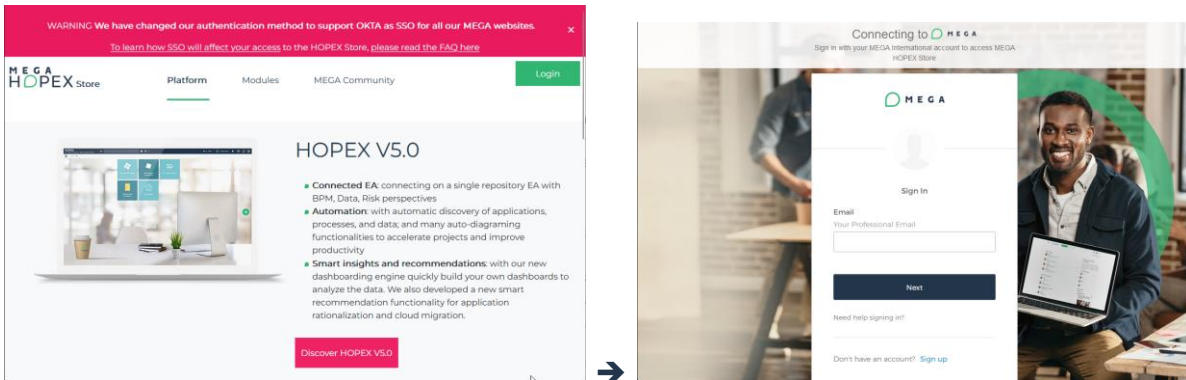 WARNING We have changed our authentication method to support OKTA as SSO for all our MEGA websites.
×
To learn how SSO will affect your access to the HOPEX Store, please read the FAQ here
MEGA
HOPEX Store
Platform
Modules
MEGA Community
Login
HOPEX V5.0
Connected EA: connecting on a single repository EA with
BPM, Data, Risk perspectives
Automation: with automatic discovery of applications,
processes, and data; and many auto-diagraming
functionalities to accelerate projects and improve
productivity
Smart insights and recommendations: with our new
dashboarding engine quickly build your own dashboards to
analyze the data. We also developed a new smart
recommendation functionality for application
rationalization and cloud migration.
Discover HOPEX V5.0
Connecting to MEGA
Sign in with your MEGA International account to access MEGA
HOPEX Store
MEGA
Sign In
Email
Your Professional Email
Next
Need help signing in?
Don't have an account? Sign up